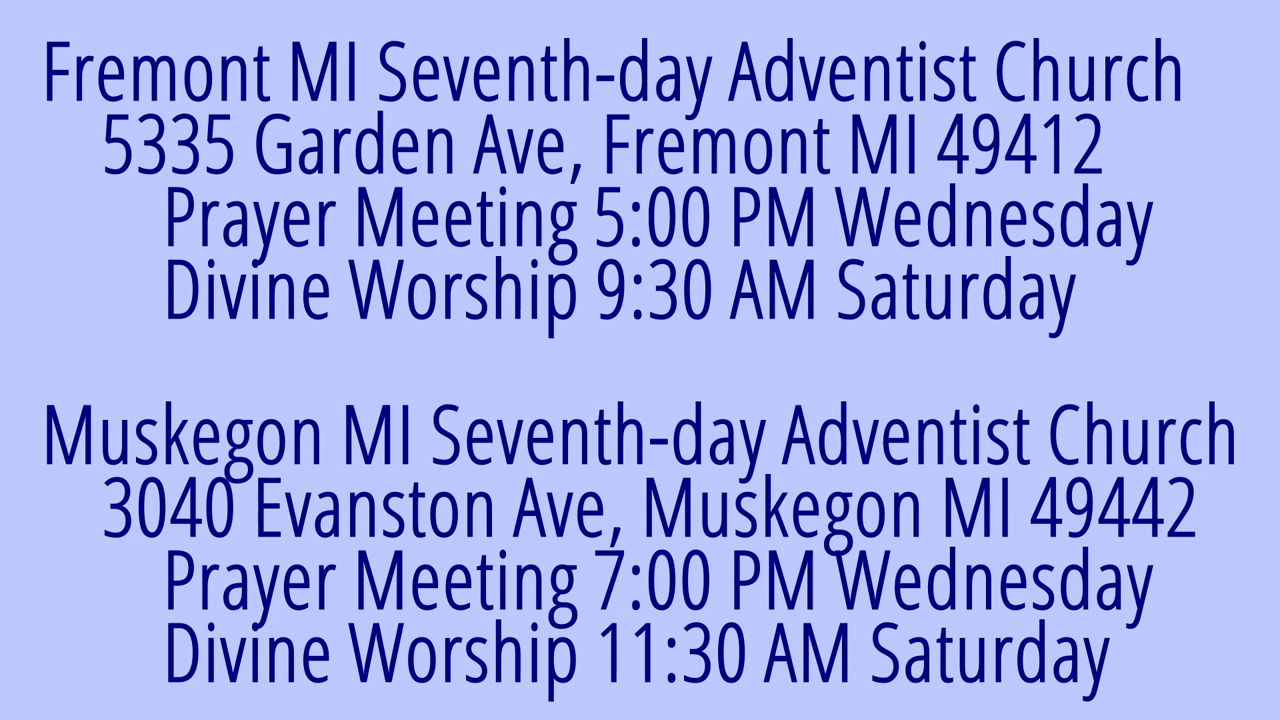 Fremont MI Seventh-day Adventist Church
5335 Garden Ave, Fremont MI 49412
Prayer Meeting 5:00 PM Wednesday
Divine Worship 9:30 AM Saturday
Muskegon MI Seventh-day Adventist Church
3040 Evanston Ave, Muskegon MI 49442
Prayer Meeting 7:00 PM Wednesday
Divine Worship 11:30 AM Saturday